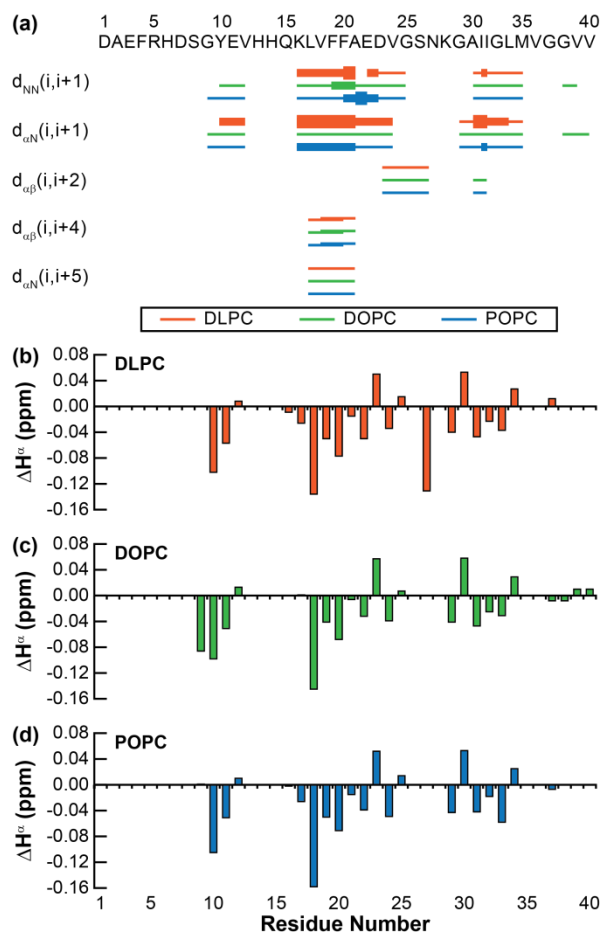 (a)
1 5 10 15 20 25 30 35 40
DAEFRHDSGYEVHHQKLVFFAEDVGSNKGAIIGLMVGGVV
dNN(i,i+1)
dαN(i,i+1)
dαβ(i,i+2)
dαβ(i,i+4)
dαN(i,i+5)
DLPC DOPC POPC
(b) DLPC
0.08
0.04
0.00
-0.04
-0.08
-0.12
-0.16
ΔHα (ppm)
(c) DOPC
0.08
0.04
0.00
-0.04
-0.08
-0.12
-0.16
ΔHα (ppm)
(d) POPC
0.08
0.04
0.00
-0.04
-0.08
-0.12
-0.16
ΔHα (ppm)
1 5 10 15 20 25 30 35 40
Residue Number